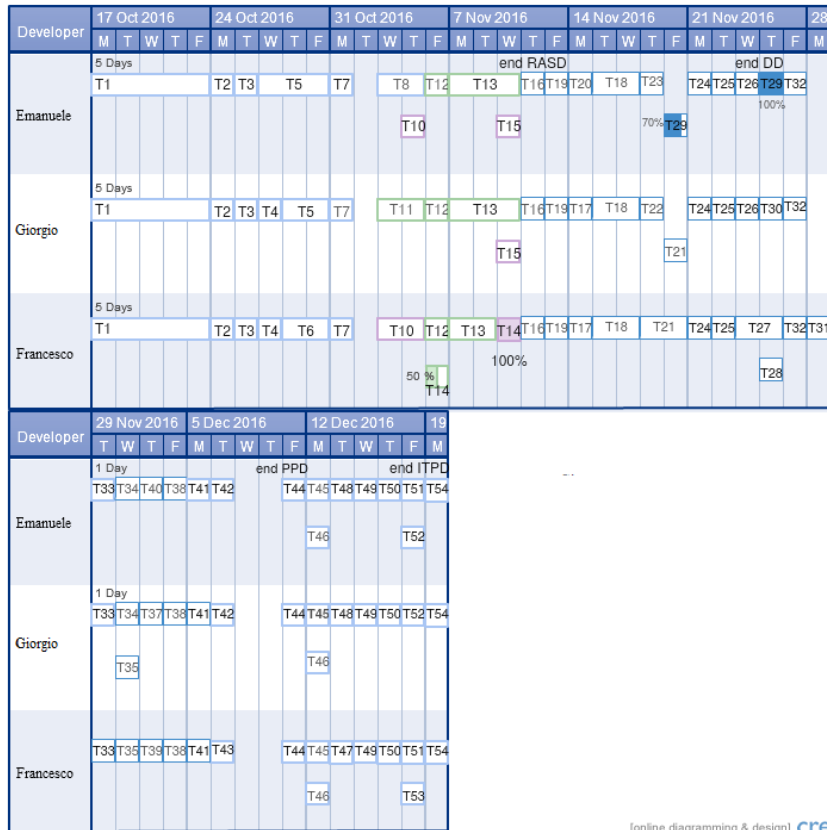 Developer 17 Oct 2016 24 Oct 2016 31 Oct 2016 7 Nov 2016 14 Nov 2016 21 Nov 2016 28
M T W T F M T W T F M T W T F M T W T F M T W T F M T W T F M
5 Days end RASD end DD
T1 T2 T3 T5 T7 T8 T12 T13 T16 T19 T20 T18 T23 T24 T25 T26 T29 T32
100%
Emanuele
T10 T15 70% T29
5 Days
T1 T2 T3 T4 T5 T7 T11 T12 T13 T16 T19 T17 T18 T22 T24 T25 T26 T30 T32
Giorgio
T15 T21
5 Days
T1 T2 T3 T4 T6 T7 T10 T12 T13 T14 T16 T19 T17 T18 T21 T24 T25 T27 T32 T31
Francesco
100%
50 % T14 T28
Developer 29 Nov 2016 5 Dec 2016 12 Dec 2016 19
T W T F M T W T F M T W T F M
1 Day end PPD end ITPD
T33 T34 T40 T38 T41 T42 T44 T45 T48 T49 T50 T51 T54
Emanuele
T46 T52
1 Day
T33 T34 T37 T38 T41 T42 T44 T45 T48 T49 T50 T52 T54
Giorgio
T35 T46
T33 T35 T39 T38 T41 T43 T44 T45 T47 T49 T50 T51 T54
Francesco
T46 T53
[online diagramming & design] cre